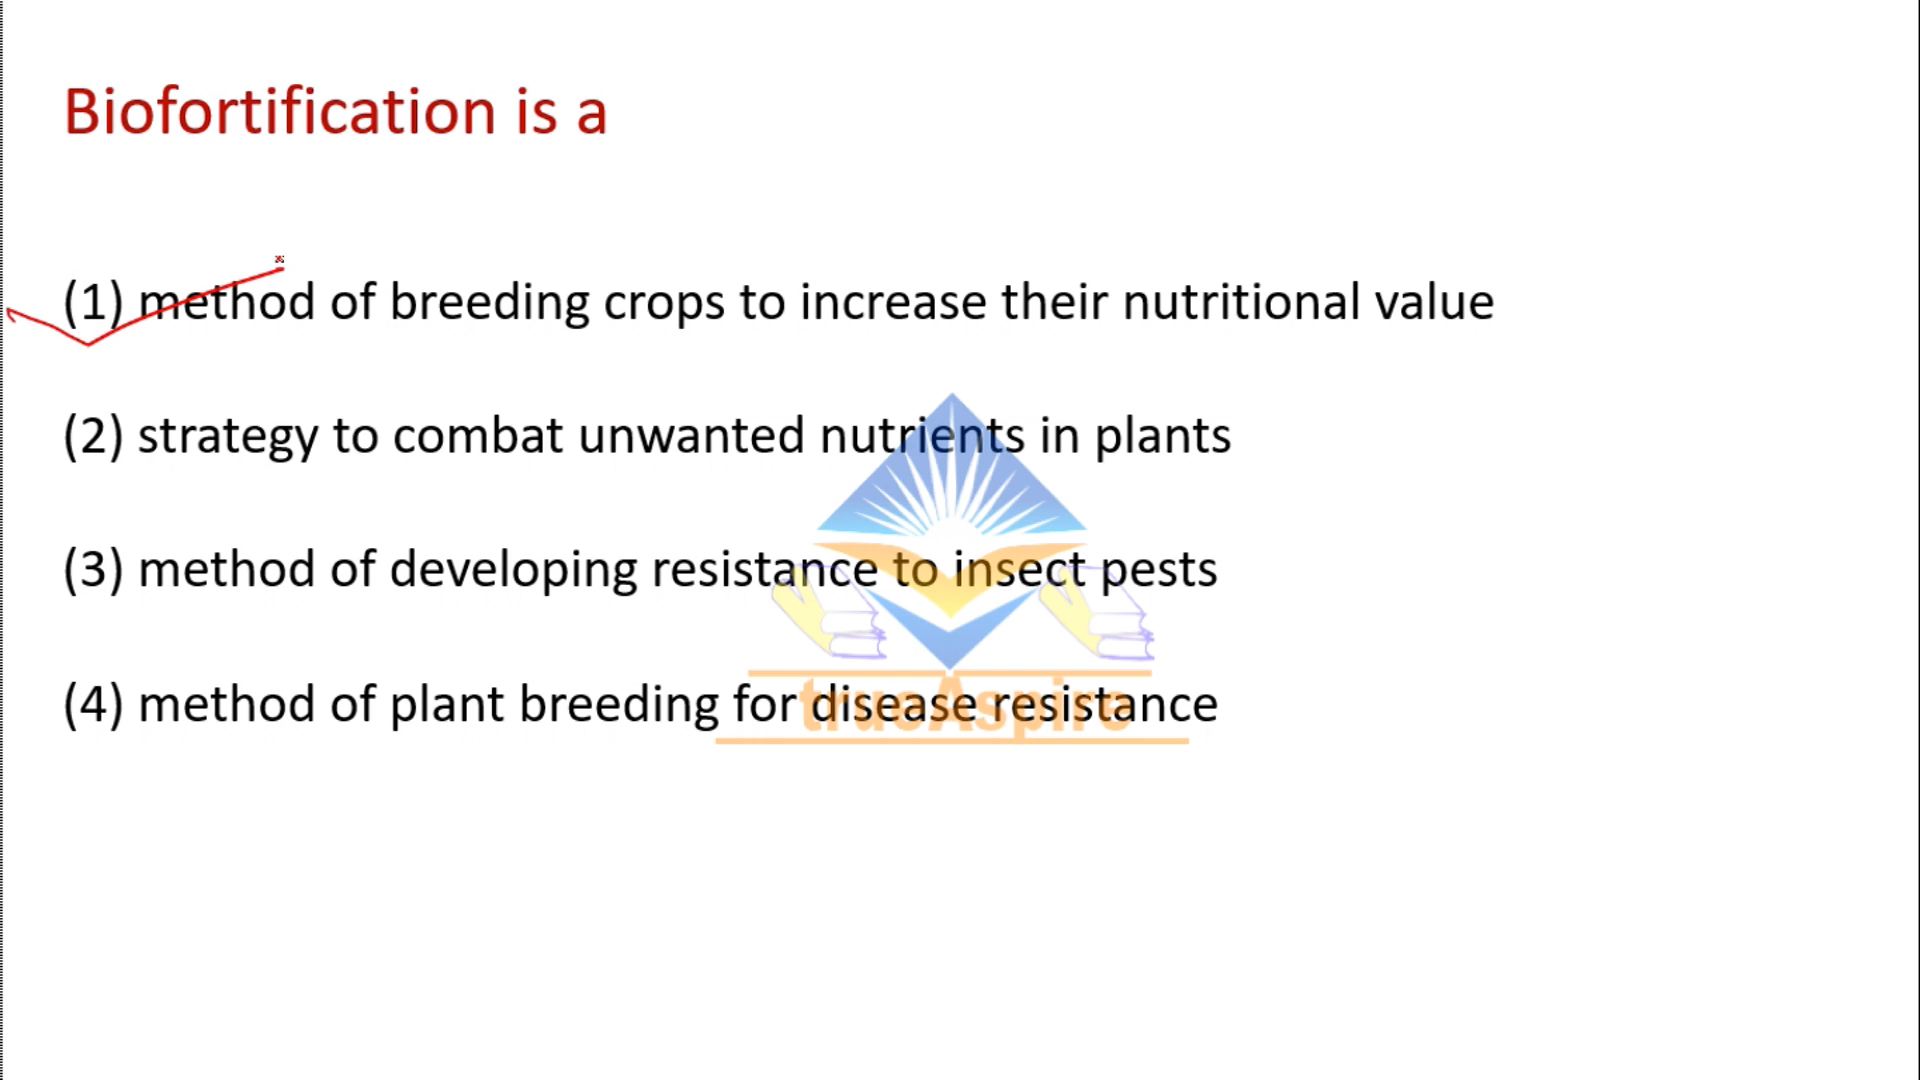 Biofortification is a
(1) method of breeding crops to increase their nutritional value
(2) strategy to combat unwanted nutrients in plants
(3) method of developing resistance to insect pests
(4) method of plant breeding for disease resistance
trueAspire